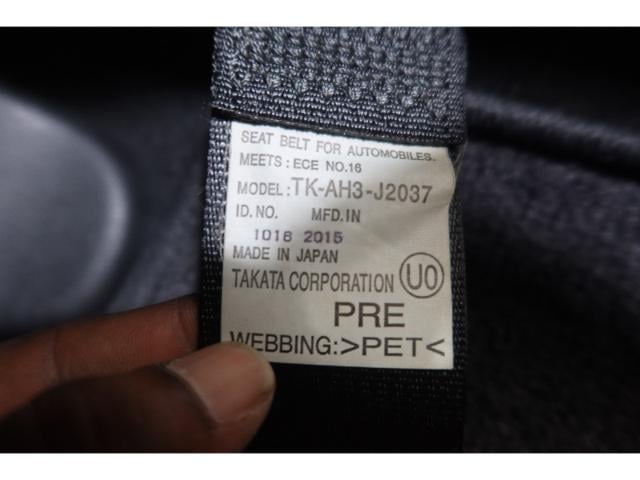 SEAT BELT FOR AUTOMOBILES.
MEETS: ECE NO.16
MODEL: TK-AH3-J2037
ID.NO. MFD.IN
1016 2015
MADE IN JAPAN
TAKATA CORPORATION UO
PRE
WEBBING:>PET<